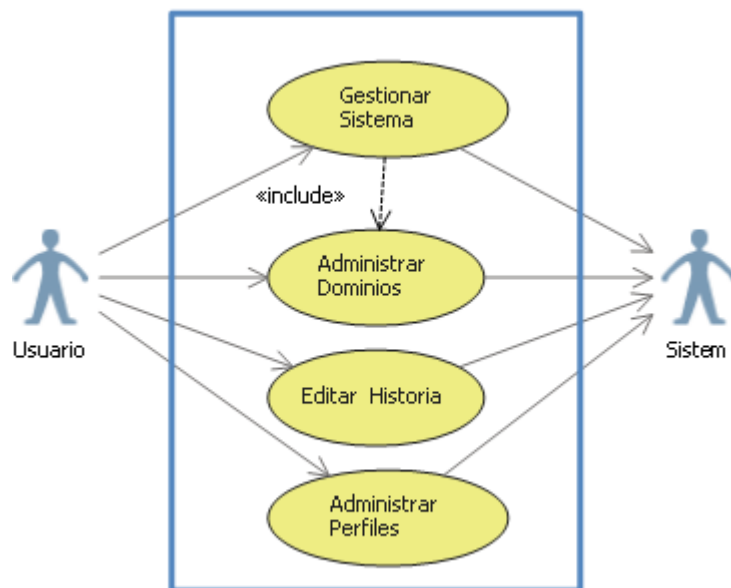 Gestionar
Sistema
«include»
Administrar
Dominios
Usuario
Sistem
Editar Historia
Administrar
Perfiles